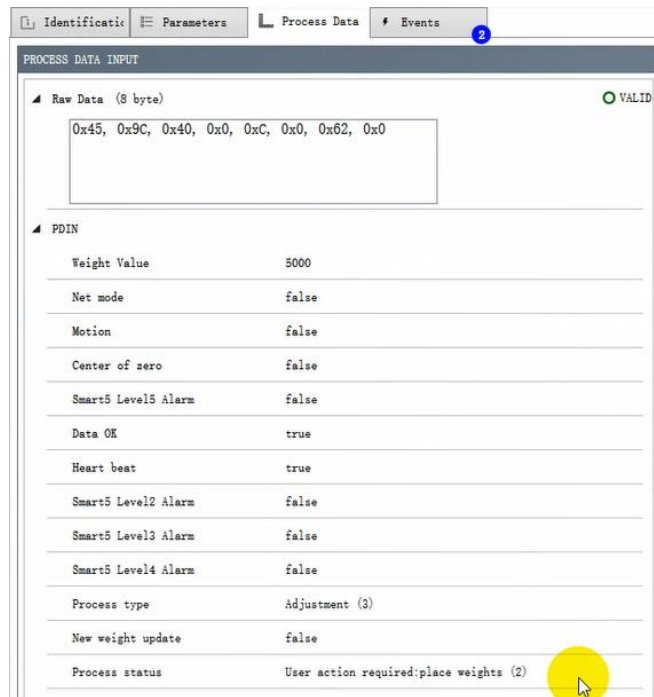 Identificatic Parameters Process Data Events 2
PROCESS DATA INPUT
Raw Data (8 byte) VALID
0x45, 0x9C, 0x40, 0x0, 0xC, 0x0, 0x62, 0x0
PDIN
Weight Value 5000
Net mode false
Motion false
Center of zero false
Smart5 Level5 Alarm false
Data OK true
Heart beat true
Smart5 Level2 Alarm false
Smart5 Level3 Alarm false
Smart5 Level4 Alarm false
Process type Adjustment (3)
New weight update false
Process status User action required:place weights (2)